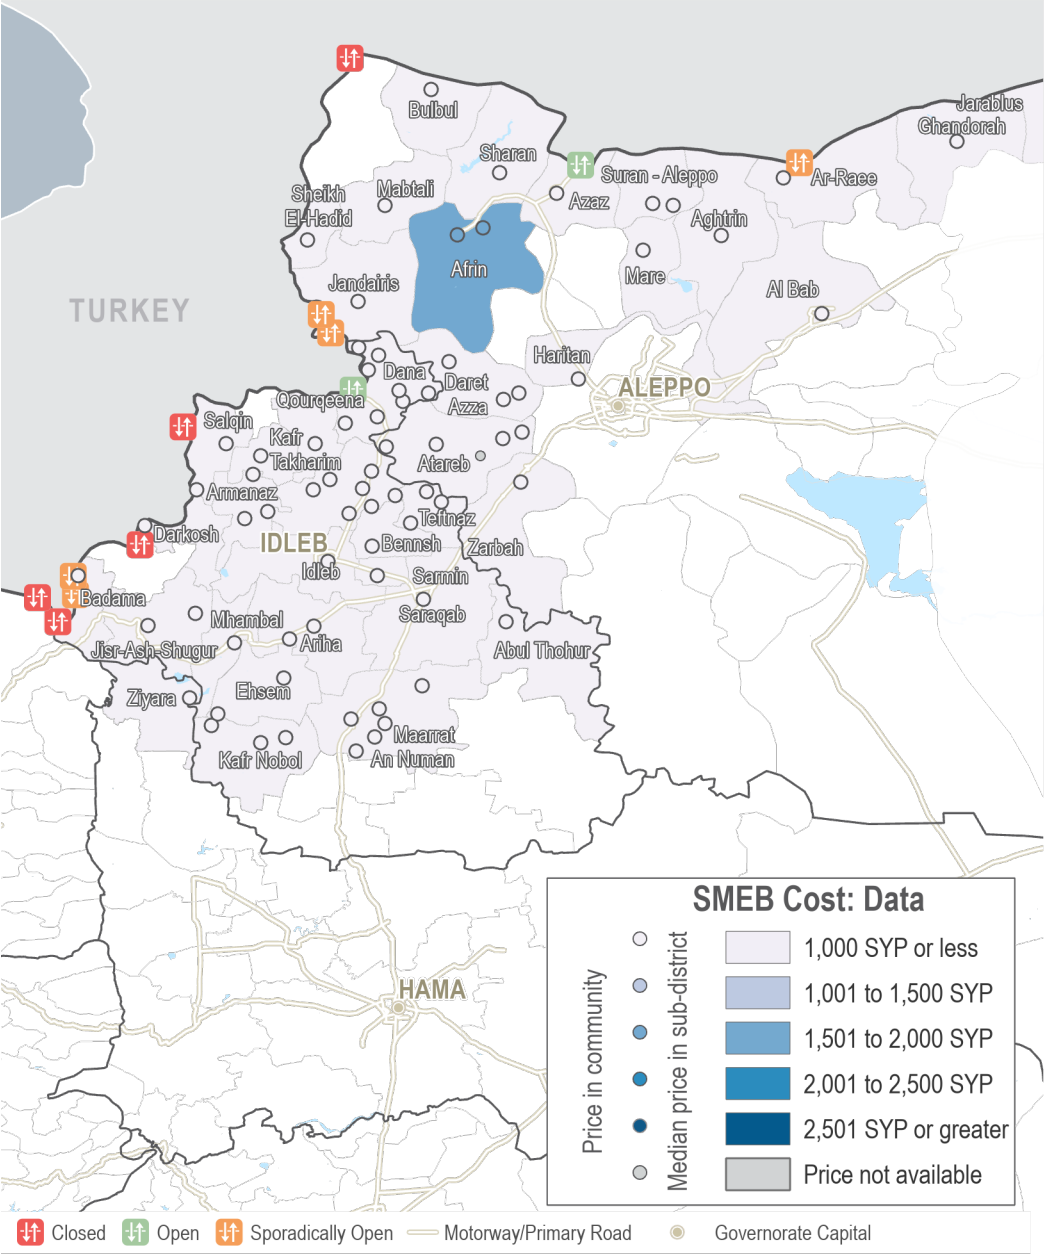 Jarablus
Ghandorah
Bulbul
Sharan
Suran - Aleppo
Ar-Raee
Sheikh
El-Hadid
Mabtali
Azaz
Aghtrin
Afrin
Mare
Jandairis
Al Bab
TURKEY
Haritan
Dana
Daret
Azza
ALEPPO
Qourqeena
Salqin
Kafr
Takharim
Atareb
Armanaz
Teftnaz
Darkosh
IDLEB
Bennsh
Zarbah
Idleb
Sarmin
Badama
Saraqab
Mhambal
Jisr-Ash-Shugur
Ariha
Abul Thohur
Ziyara
Ehsem
Maarrat
An Numan
Kafr Nobol
HAMA
SMEB Cost: Data
Price in community
Median price in sub-district
1,000 SYP or less
1,001 to 1,500 SYP
1,501 to 2,000 SYP
2,001 to 2,500 SYP
2,501 SYP or greater
Price not available
Closed
Open
Sporadically Open
Motorway/Primary Road
Governorate Capital